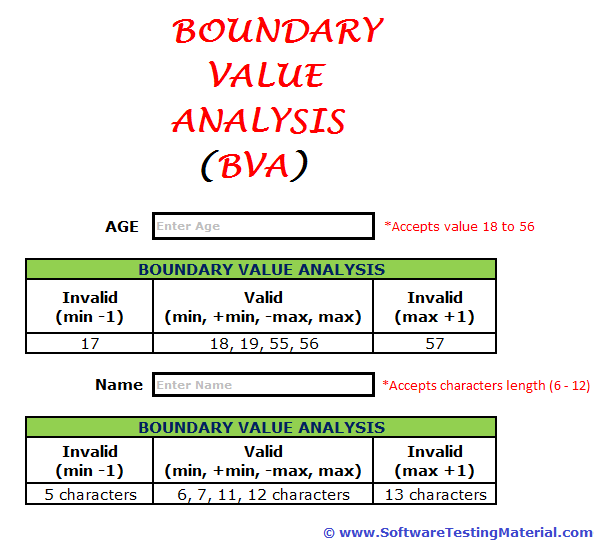 BOUNDARY
VALUE
ANALYSIS
(BVA)
AGE Enter Age *Accepts value 18 to 56
BOUNDARY VALUE ANALYSIS
Invalid Valid Invalid
(min -1) (min, +min, -max, max) (max +1)
17 18, 19, 55, 56 57
Name Enter Name *Accepts characters length (6 - 12)
BOUNDARY VALUE ANALYSIS
Invalid Valid Invalid
(min -1) (min, +min, -max, max) (max +1)
5 characters 6, 7, 11, 12 characters 13 characters
© www.SoftwareTestingMaterial.com